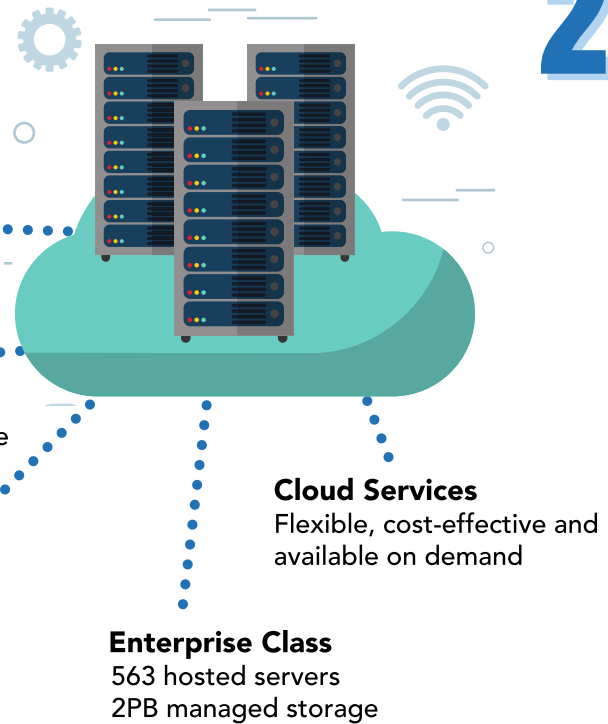 Cloud Services
Flexible, cost-effective and
available on demand
Enterprise Class
563 hosted servers
2PB managed storage